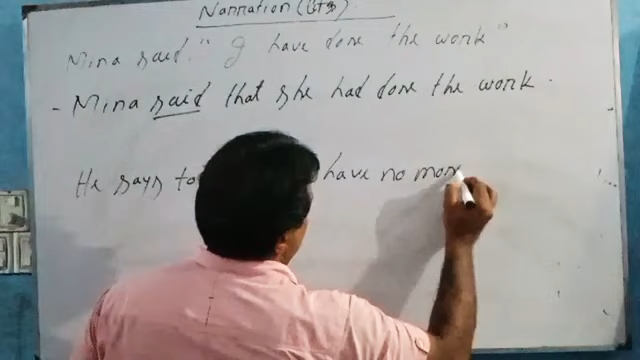 Narration (উক্তি)
Mina said." I have done the work"
- Mina said that she had done the work.
He says to have no mon